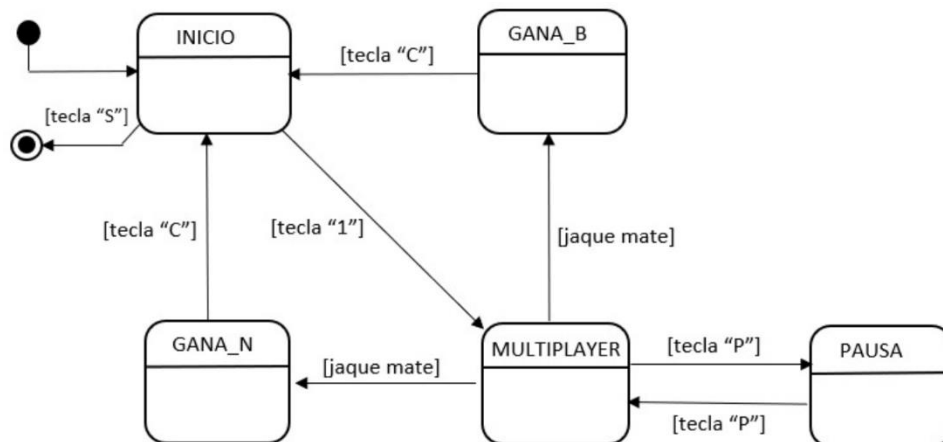 INICIO
GANA_B
[tecla “C”]
[tecla “S”]
[tecla “C”]
[tecla “1”]
[jaque mate]
GANA_N
MULTIPLAYER
[tecla “P”]
PAUSA
[jaque mate]
[tecla “P”]